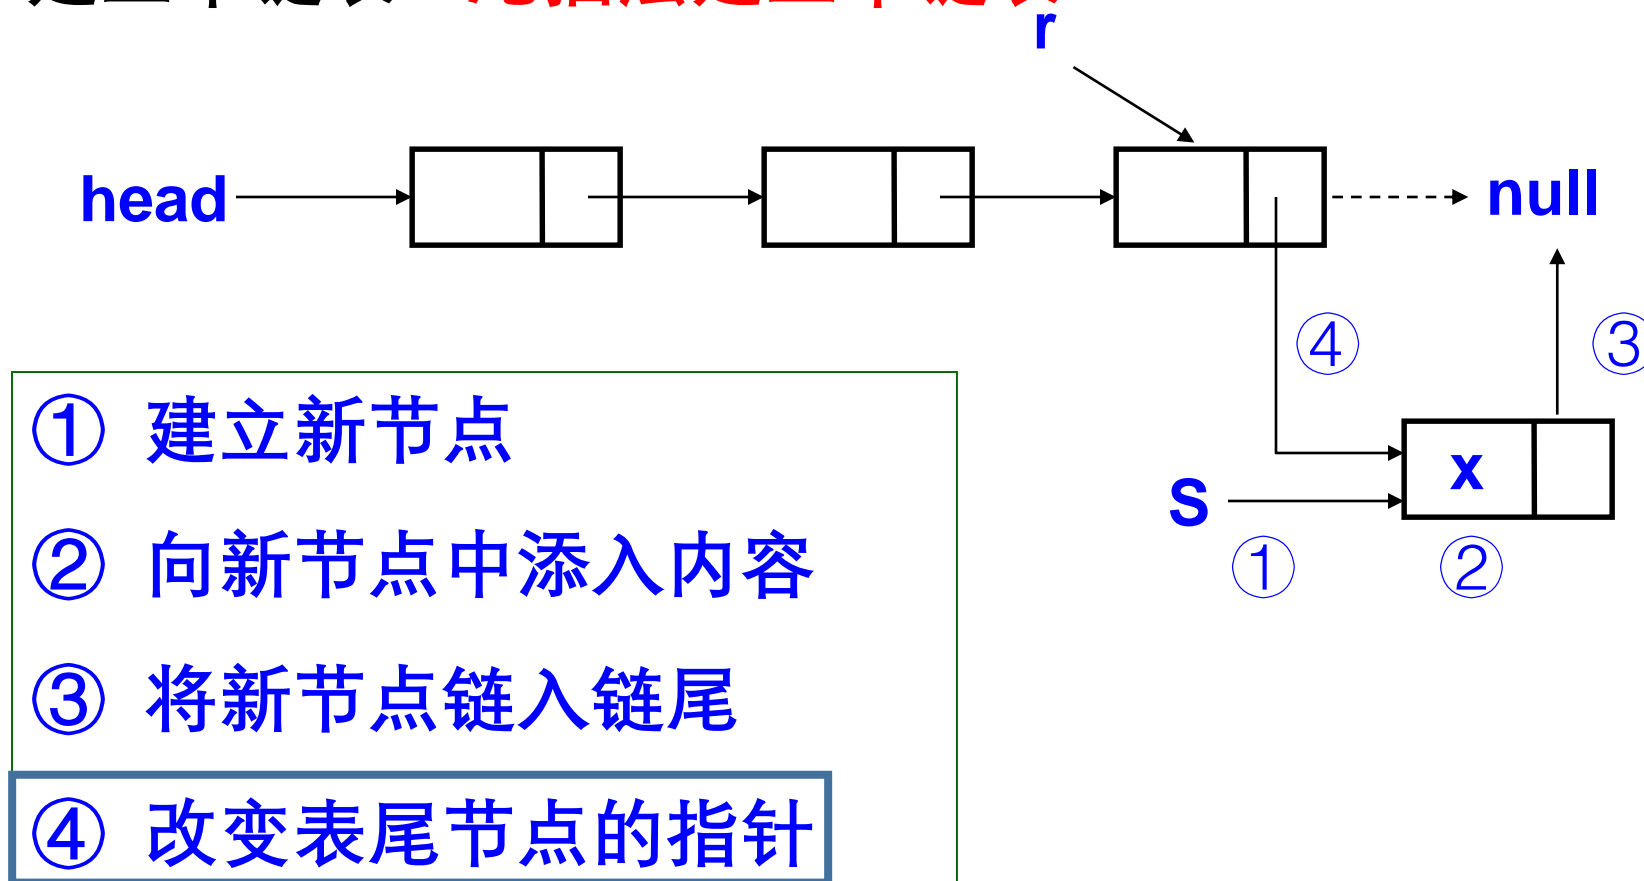 r
head
null
④
③
x
S
①
②
① 建立新节点
② 向新节点中添入内容
③ 将新节点链入链尾
④ 改变表尾节点的指针